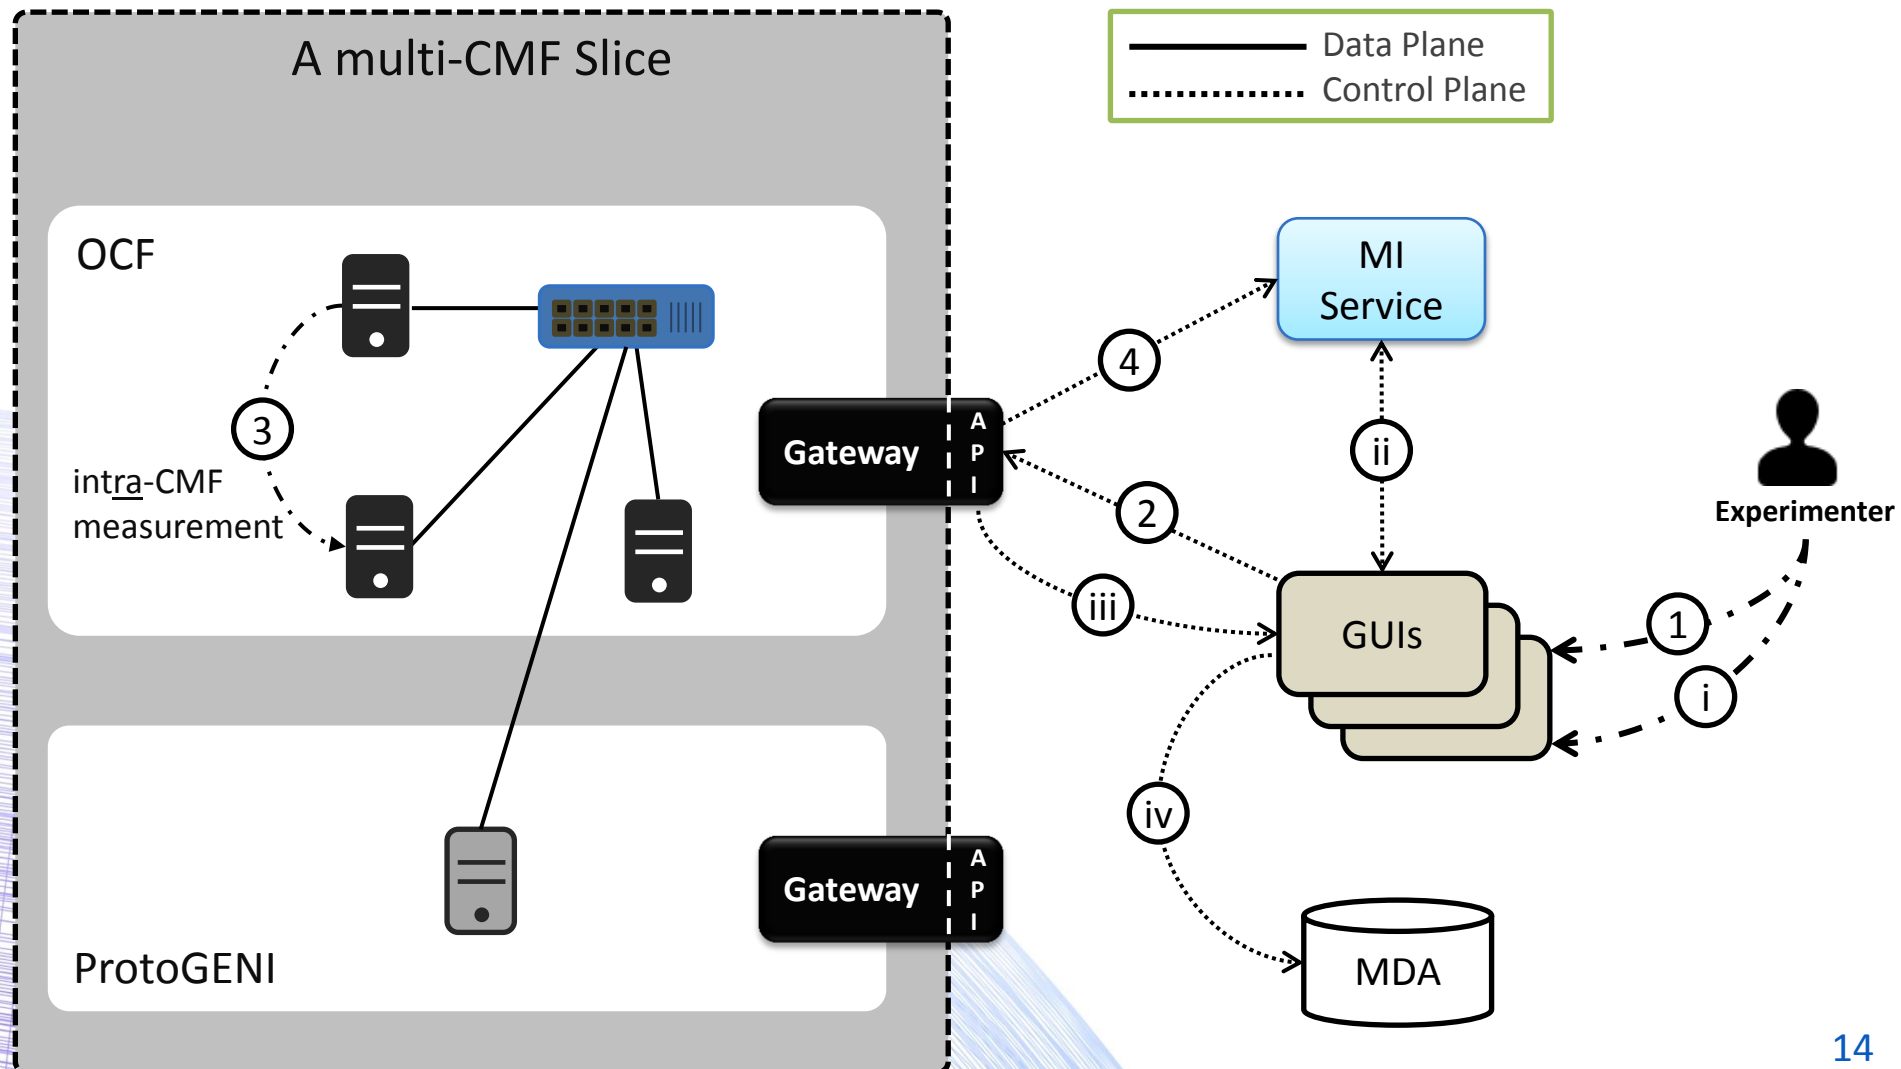 A multi-CMF Slice
Data Plane
Control Plane
OCF
MI
Service
4
3
Gateway
A
P
I
ii
intra-CMF
measurement
2
Experimenter
iii
GUIs
1
i
iv
Gateway
A
P
I
ProtoGENI
MDA
14